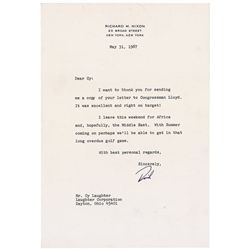 RICHARD M. NIXON
20 BROAD STREET
NEW YORK, NEW YORK
May 31, 1967
Dear Cy:
I want to thank you for sending
me a copy of your letter to Congressman Lloyd.
It was excellent and right on target!
I leave this weekend for Africa
and, hopefully, the Middle East. With Summer
coming on perhaps we'll be able to get in that
long overdue golf game.
With best personal regards,
Sincerely,
Dick
Mr. Cy Laughter
Laughter Corporation
Dayton, Ohio 45401